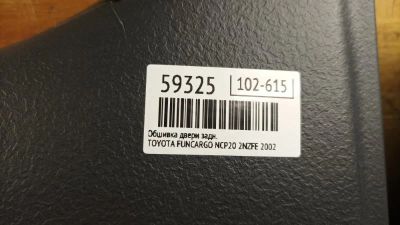 59325 102-615
Обшивка двери задн.
TOYOTA FUNCARGO NCP20 2NZFE 2002